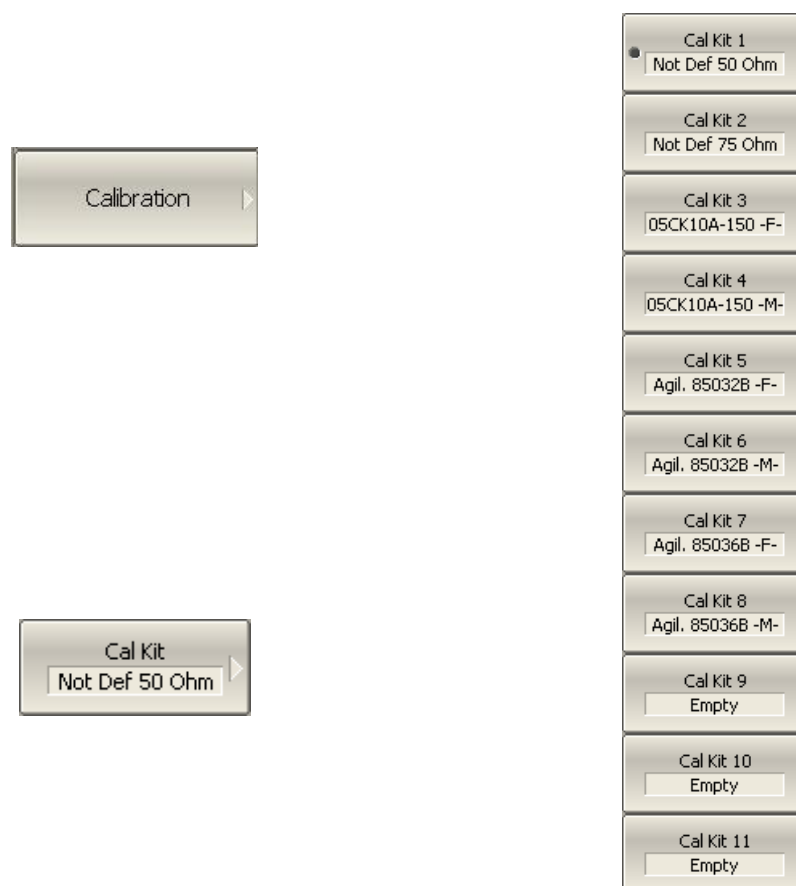 Calibration
Cal Kit
Not Def 50 Ohm
Cal Kit 1
Not Def 50 Ohm
Cal Kit 2
Not Def 75 Ohm
Cal Kit 3
05CK10A-150 -F-
Cal Kit 4
05CK10A-150 -M-
Cal Kit 5
Agil. 85032B -F-
Cal Kit 6
Agil. 85032B -M-
Cal Kit 7
Agil. 85036B -F-
Cal Kit 8
Agil. 85036B -M-
Cal Kit 9
Empty
Cal Kit 10
Empty
Cal Kit 11
Empty